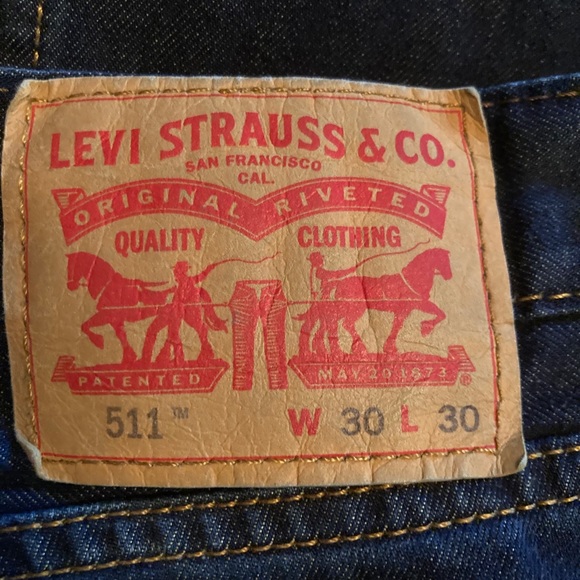 LEVI STRAUSS & CO.
SAN FRANCISCO
CAL.
ORIGINAL RIVETED
QUALITY CLOTHING
PATENTED MAY 20 1873 ®
511™ W 30 L 30